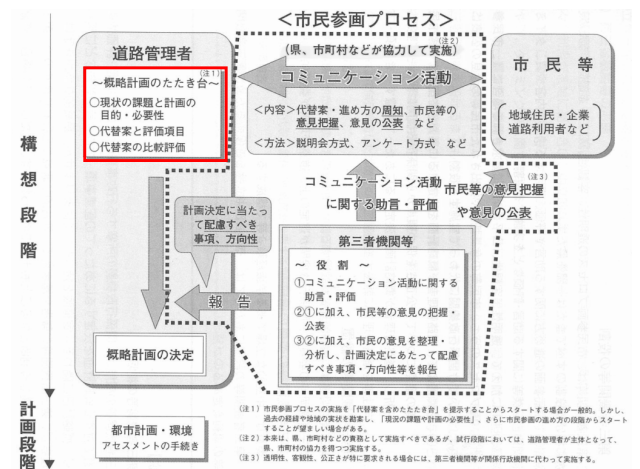 ＜市民参画プロセス＞
(注2)
(県、市町村などが協力して実施)
道路管理者
(注1)
～概略計画のたたき台～
○現状の課題と計画の
目的・必要性
○代替案と評価項目
○代替案の比較評価
コミュニケーション活動
＜内容＞代替案・進め方の周知、市民等の
意見把握、意見の公表 など
＜方法＞説明会方式、アンケート方式 など
市民等
地域住民・企業
道路利用者など
構想段階
コミュニケーション活動
に関する助言・評価
(注3)
市民等の意見把握
や意見の公表
計画決定に当たっ
て配慮すべき
事項、方向性
報告
第三者機関等
～ 役 割 ～
①コミュニケーション活動に関する
助言・評価
②①に加え、市民等の意見の把握・
公表
③②に加え、市民の意見を整理・
分析し、計画決定にあたって配慮
すべき事項・方向性等を報告
概略計画の決定
計画段階
都市計画・環境
アセスメントの手続き
(注1) 市民参画プロセスの実施を「代替案を含めたたたき台」を提示することからスタートする場合が一般的。しかし、
過去の経緯や地域の実状を勘案し、「現況の課題や計画の必要性」、さらに市民参画の進め方の段階からスタート
することが望ましい場合がある。
(注2) 本来は、県、市町村などの責務として実施すべきであるが、試行段階においては、道路管理者が主体となって、
県、市町村の協力を得つつ実施する。
(注3) 透明性、客観性、公正さが特に要求される場合には、第三者機関等が関係行政機関に代わって実施する。